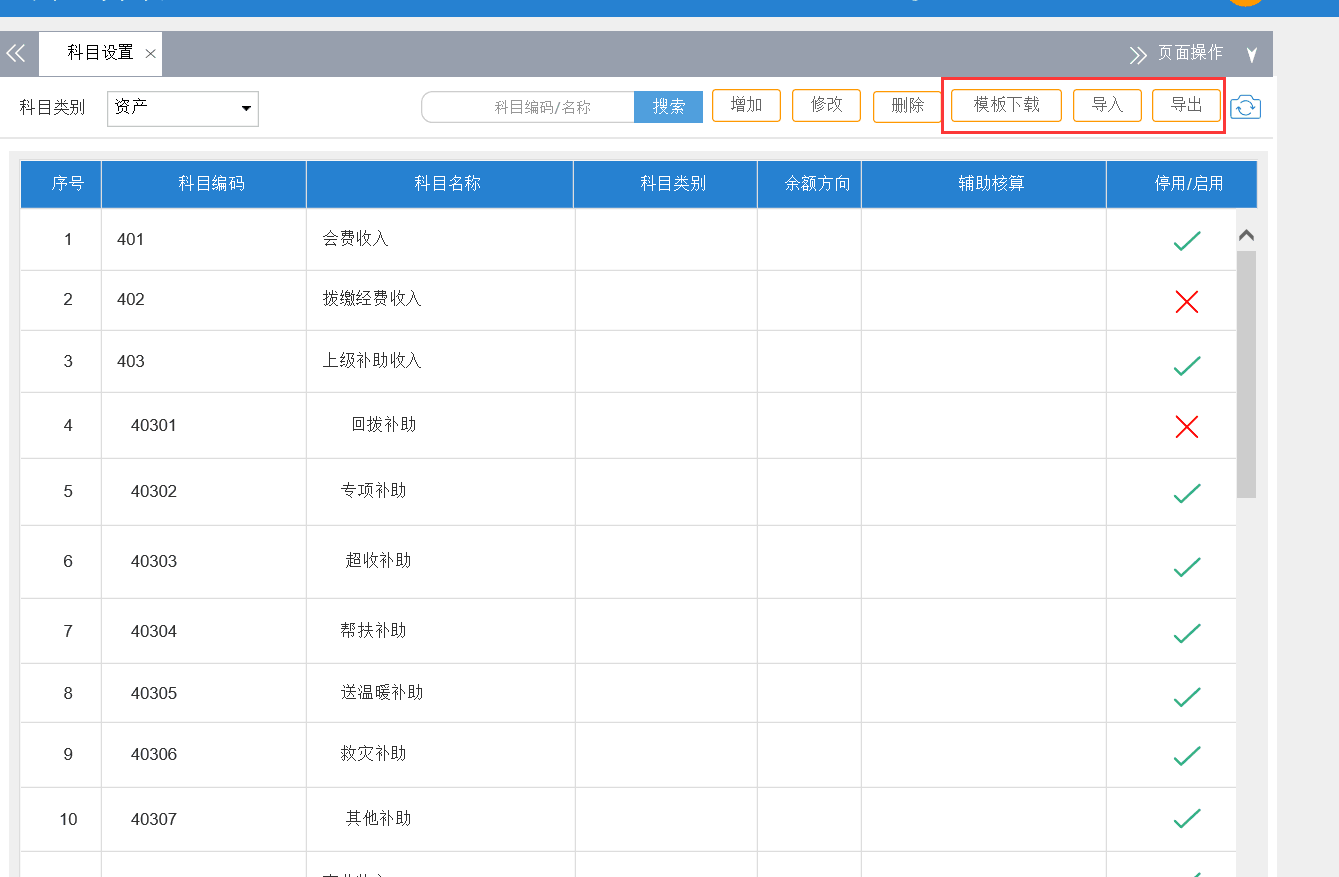 科目设置
页面操作
科目类别 资产 科目编码/名称 搜索 增加 修改 删除 模板下载 导入 导出
序号 科目编码 科目名称 科目类别 余额方向 辅助核算 停用/启用
1 401 会费收入
2 402 拨缴经费收入
3 403 上级补助收入
4 40301 回拨补助
5 40302 专项补助
6 40303 超收补助
7 40304 帮扶补助
8 40305 送温暖补助
9 40306 救灾补助
10 40307 其他补助